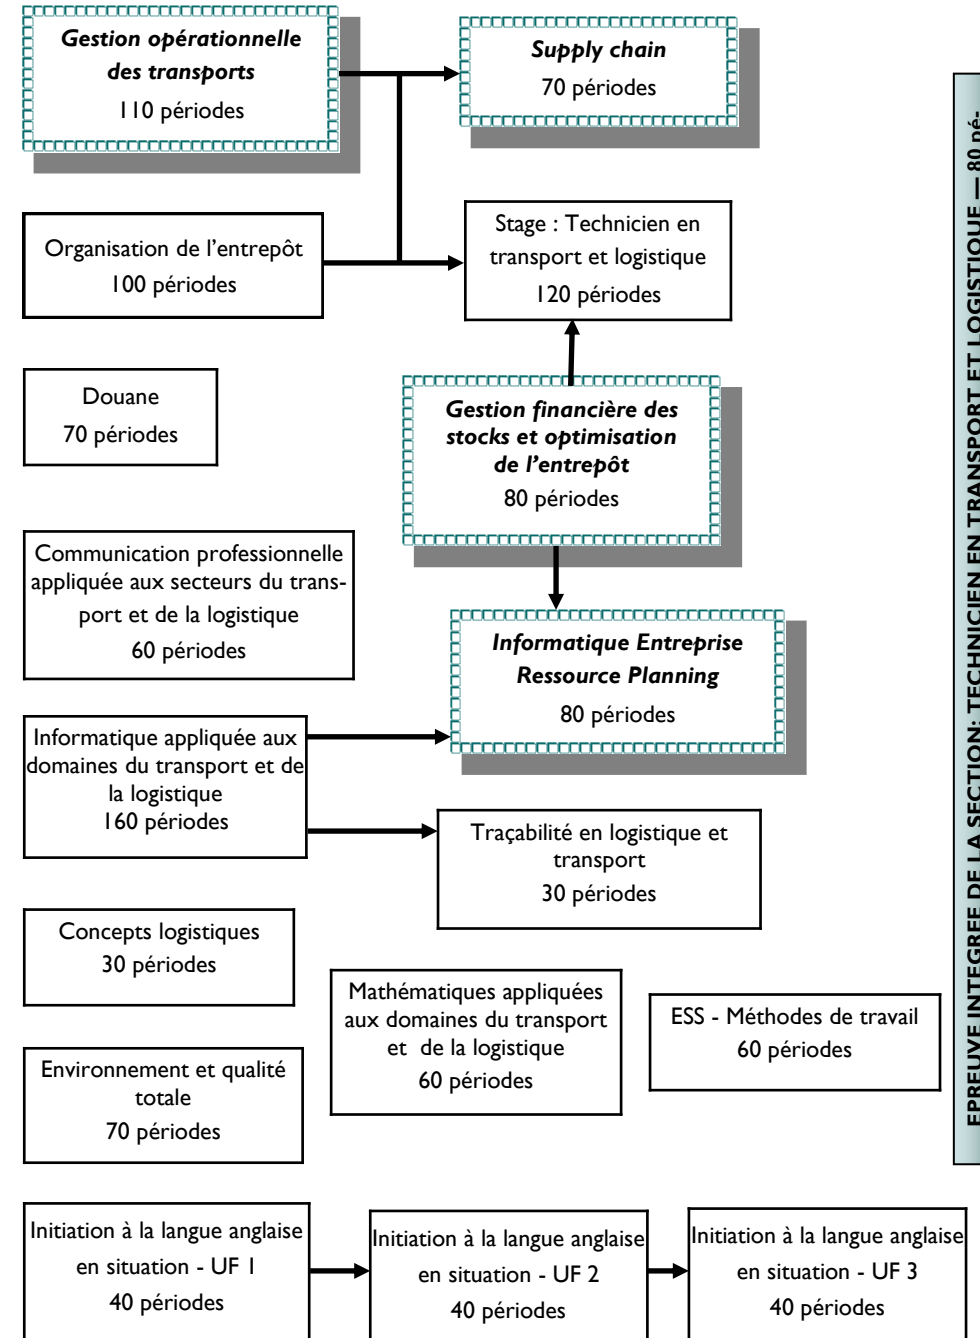 Gestion opérationnelle
des transports
110 périodes
Supply chain
70 périodes
Organisation de l’entrepôt
100 périodes
Stage : Technicien en
transport et logistique
120 périodes
Douane
70 périodes
Gestion financière des
stocks et optimisation
de l’entrepôt
80 périodes
Communication professionnelle
appliquée aux secteurs du trans-
port et de la logistique
60 périodes
Informatique Entreprise
Ressource Planning
80 périodes
Informatique appliquée aux
domaines du transport et de
la logistique
160 périodes
Traçabilité en logistique et
transport
30 périodes
Concepts logistiques
30 périodes
Mathématiques appliquées
aux domaines du transport
et de la logistique
60 périodes
ESS - Méthodes de travail
60 périodes
Environnement et qualité
totale
70 périodes
Initiation à la langue anglaise
en situation - UF 1
40 périodes
Initiation à la langue anglaise
en situation - UF 2
40 périodes
Initiation à la langue anglaise
en situation - UF 3
40 périodes
EPREUVE INTEGREE DE LA SECTION: TECHNICIEN EN TRANSPORT ET LOGISTIQUE — 80 pé-